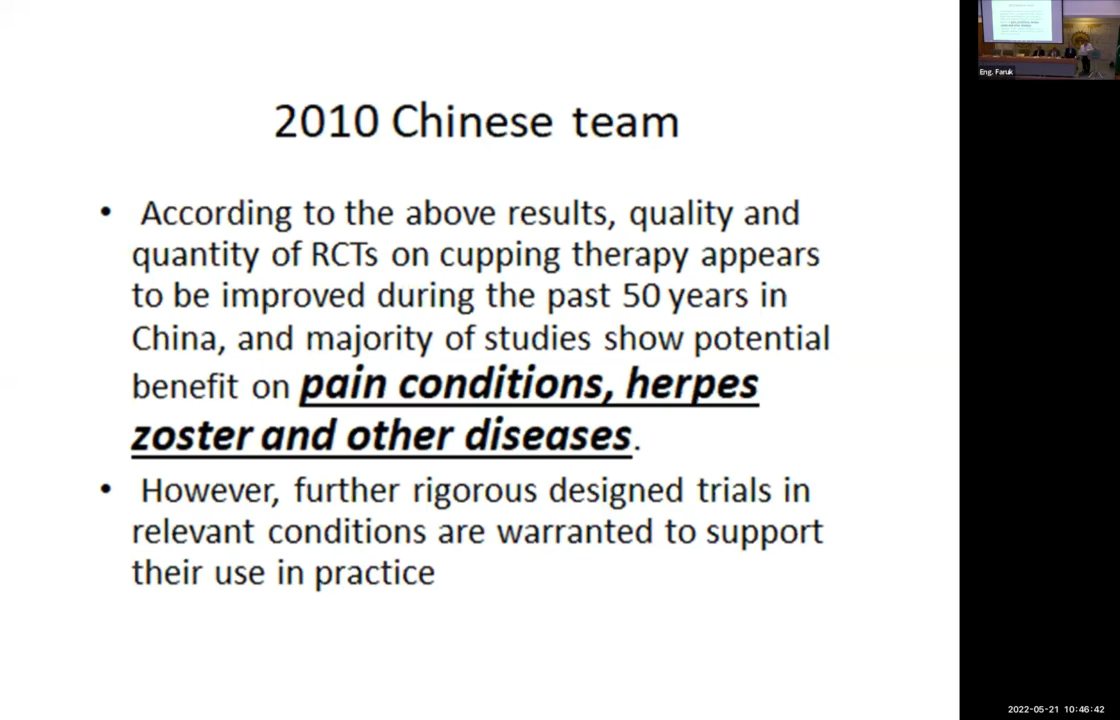 2010 Chinese team
• According to the above results, quality and
quantity of RCTs on cupping therapy appears
to be improved during the past 50 years in
China, and majority of studies show potential
benefit on pain conditions, herpes
zoster and other diseases.
• However, further rigorous designed trials in
relevant conditions are warranted to support
their use in practice
Eng. Faruk
2022-05-21 10:46:42